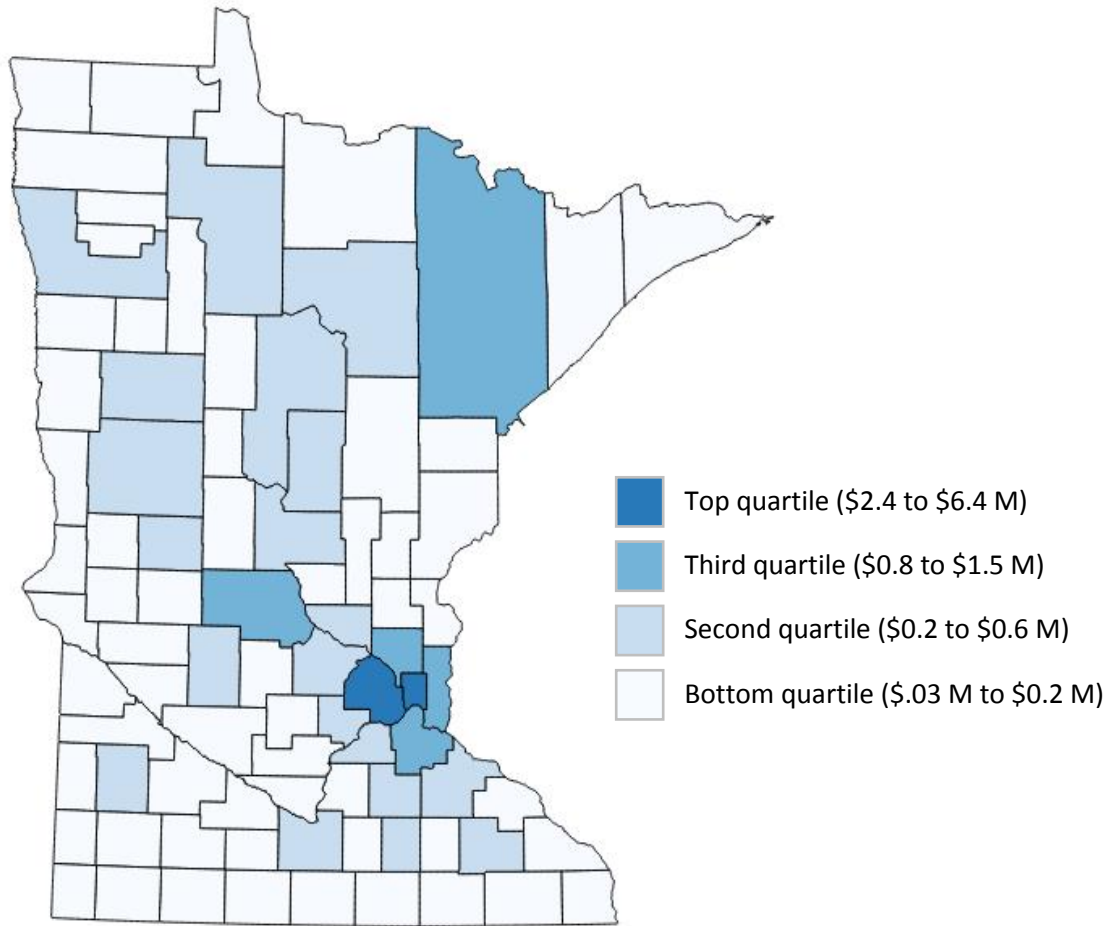 Top quartile ($2.4 to $6.4 M)
Third quartile ($0.8 to $1.5 M)
Second quartile ($0.2 to $0.6 M)
Bottom quartile ($.03 M to $0.2 M)